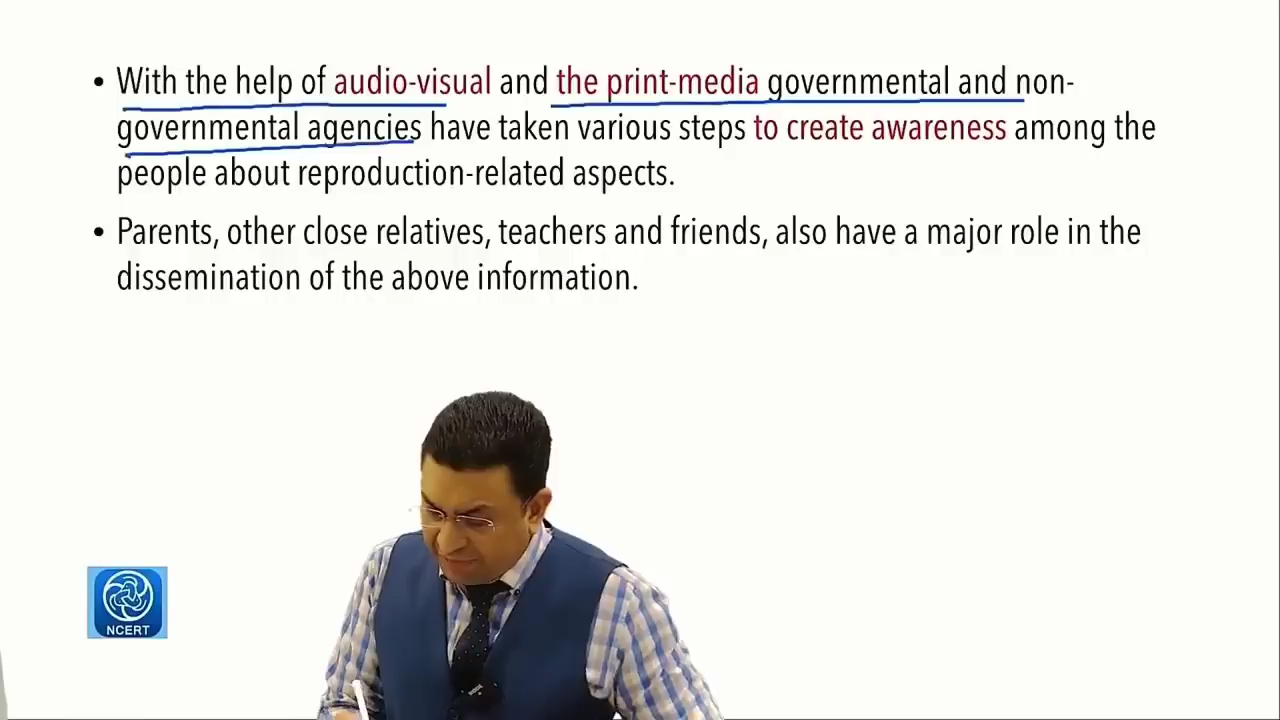 • With the help of audio-visual and the print-media governmental and non-
governmental agencies have taken various steps to create awareness among the
people about reproduction-related aspects.
• Parents, other close relatives, teachers and friends, also have a major role in the
dissemination of the above information.
NCERT